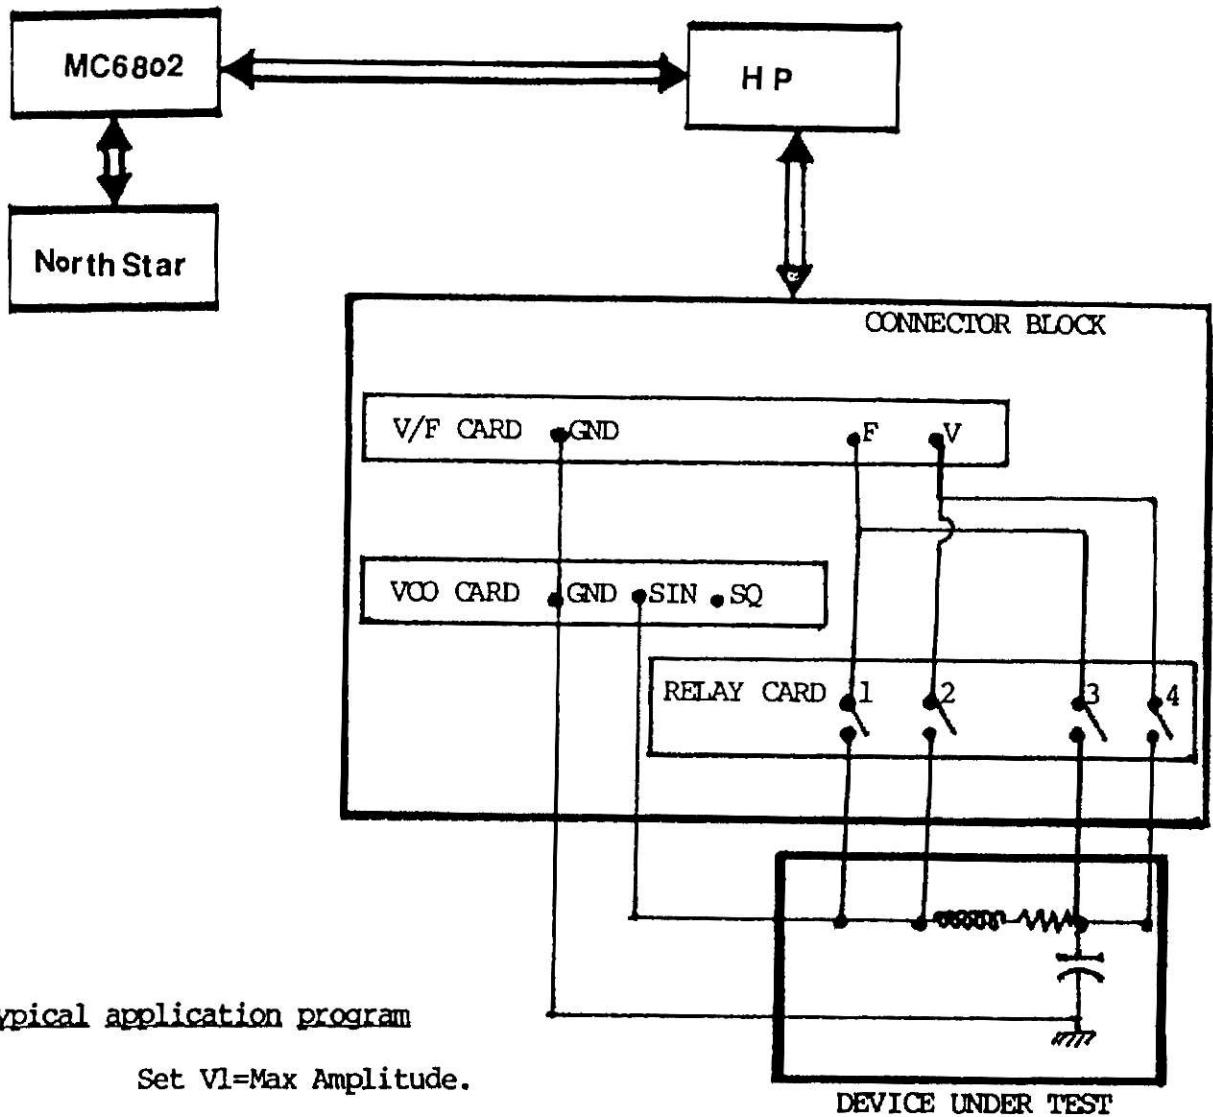 MC6802
HP
North Star
CONNECTOR BLOCK
V/F CARD GND F V
VCO CARD GND SIN SQ
RELAY CARD 1 2 3 4
ypical application program
Set V1=Max Amplitude.
DEVICE UNDER TEST